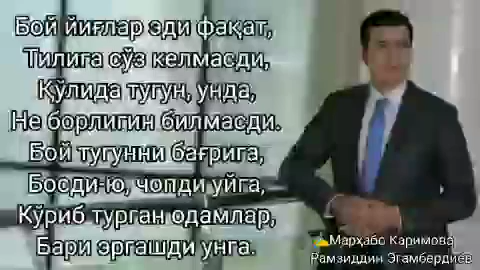 Бой йиғлар эди фақат,
Тилига сўз келмасди,
Қўлида тугун, унда,
Не борлигин билмасди.
Бой тугунни бағрига,
Босди-ю, чопди уйга,
Кўриб турган одамлар,
Бари эргашди унга.
Марҳабо Каримова
Рамзиддин Эгамбердиев